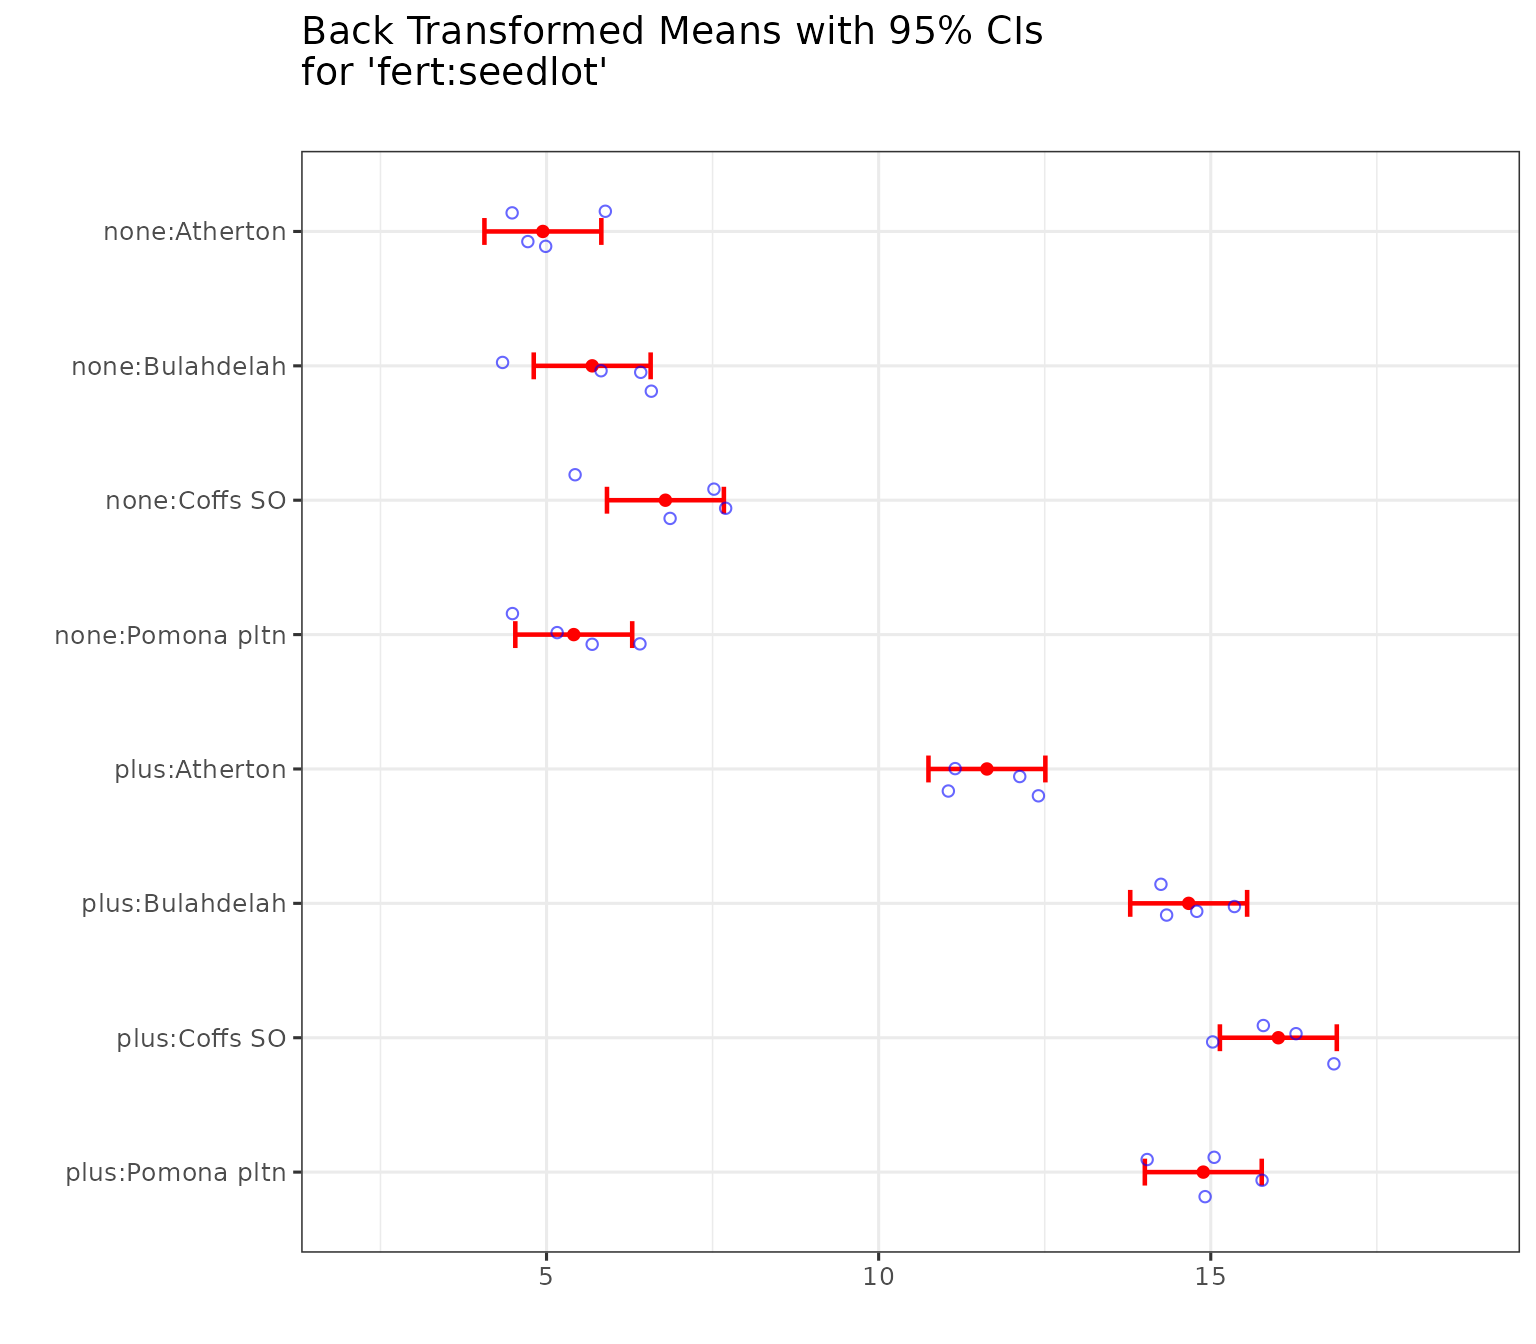 Back Transformed Means with 95% CIs
for 'fert:seedlot'
none:Atherton
none:Bulahdelah
none:Coffs SO
none:Pomona pltn
plus:Atherton
plus:Bulahdelah
plus:Coffs SO
plus:Pomona pltn
5 10 15